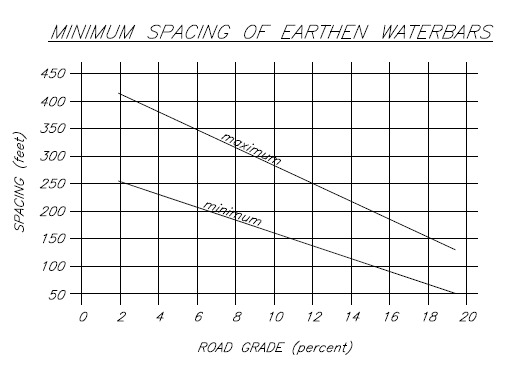 MINIMUM SPACING OF EARTHEN WATERBARS
450
400
350
300
250
200
150
100
50
SPACING (feet)
maximum
minimum
0 2 4 6 8 10 12 14 16 18 20
ROAD GRADE (percent)